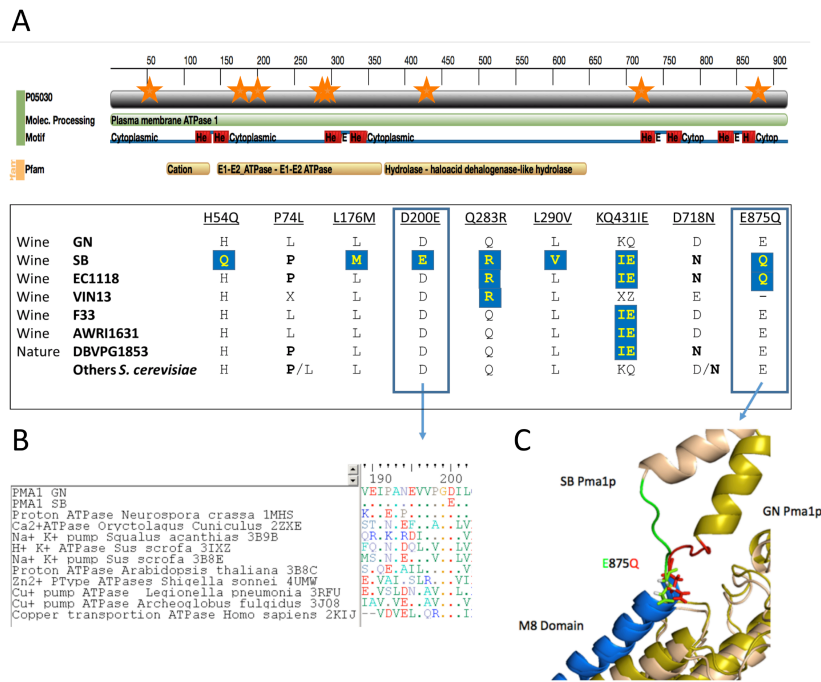 A
50 100 150 200 250 300 350 400 450 500 550 600 650 700 750 800 850 900
P05030
Molec. Processing Plasma membrane ATPase 1
Motif Cytoplasmic He He Cytoplasmic He E He Cytoplasmic He E He Cytop He E H Cytop
Pfam Cation E1-E2_ATPase - E1-E2 ATPase Hydrolase - haloacid dehalogenase-like hydrolase
H54Q P74L L176M D200E Q283R L290V KQ431IE D718N E875Q
Wine GN H L L D Q L KQ D E
Wine SB Q P M E R V IE N Q
Wine EC1118 H P L D R L IE N Q
Wine VIN13 H X L D R L XZ E –
Wine F33 H L L D Q L IE D E
Wine AWRI1631 H L L D Q L IE D E
Nature DBVPG1853 H P L D Q L IE N E
Others S. cerevisiae H P/L L D Q L KQ D/N E
B
190 200
PMA1 GN VEIPANEVVPGDIL
PMA1 SB ...........E..
Proton ATPase Neurospora crassa 1MHS
Ca2+ATPase Oryctolagus Cuniculus 2ZXE
Na+ K+ pump Squalus acanthias 3B9B
H+ K+ ATPase Sus scrofa 3IXZ
Na+ K+ pump Sus scrofa 3B8E
Proton ATPase Arabidopsis thaliana 3B8C
Zn2+ PType ATPases Shigella sonnei 4UMW
Cu+ pump ATPase Legionella pneumonia 3RFU
Cu+ pump ATPase Archeoglobus fulgidus 3J08
Copper transportion ATPase Homo sapiens 2KIJ
C
SB Pma1p
GN Pma1p
E875Q
M8 Domain